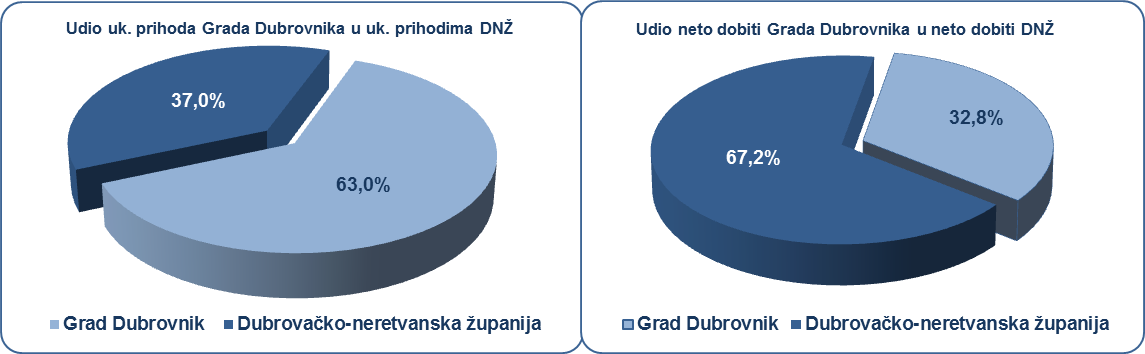 Udio uk. prihoda Grada Dubrovnika u uk. prihodima DNŽ
37,0%
63,0%
Grad Dubrovnik
Dubrovačko-neretvanska županija
Udio neto dobiti Grada Dubrovnika u neto dobiti DNŽ
32,8%
67,2%
Grad Dubrovnik
Dubrovačko-neretvanska županija